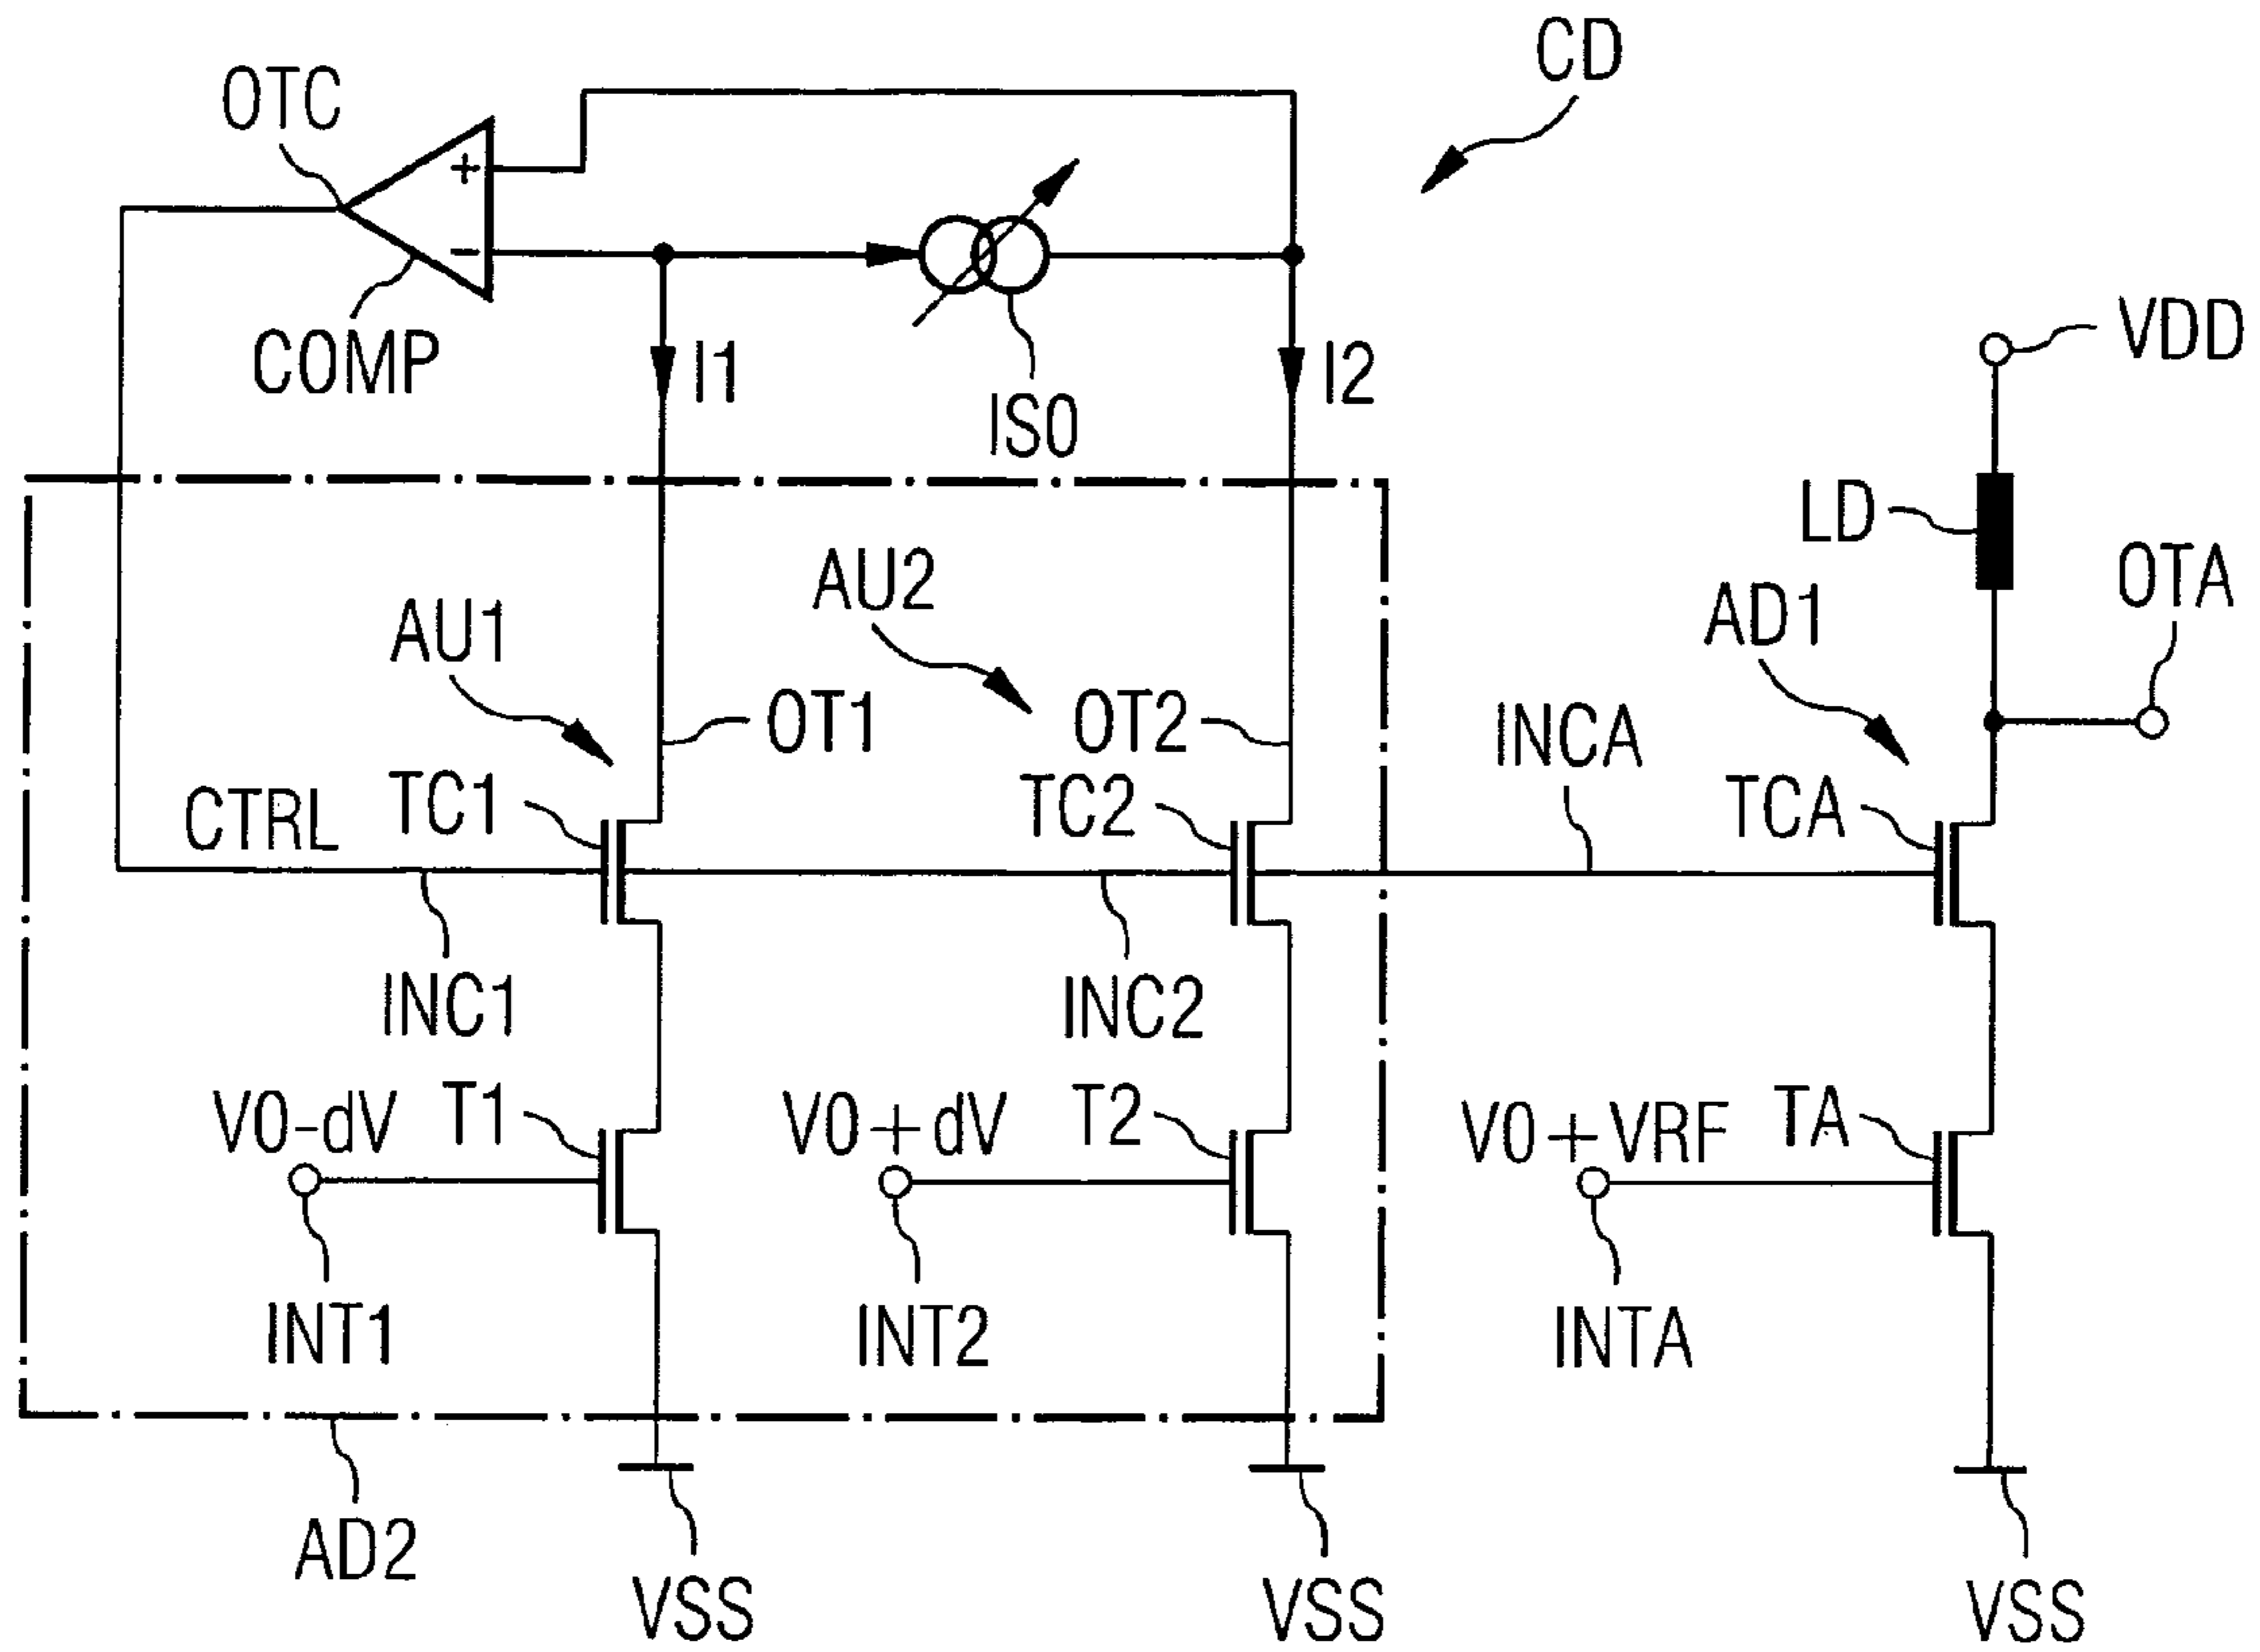 CD
OTC
+
−
COMP
I1
IS0
I2
VDD
LD
OTA
AU2
AD1
AU1
OT1
OT2
INCA
TC1
TC2
TCA
CTRL
INC1
INC2
V0-dV
T1
V0+dV
T2
V0+VRF
TA
INT1
INT2
INTA
AD2
VSS
VSS
VSS